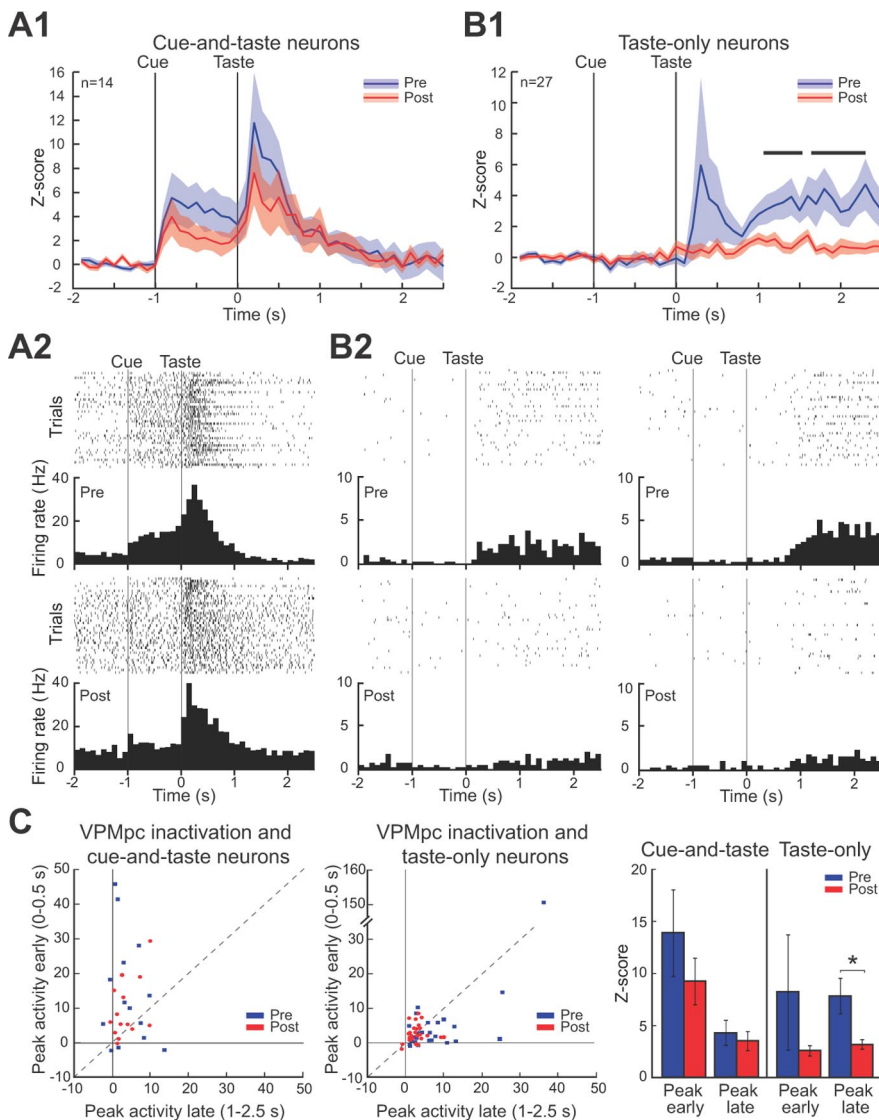 A1
Cue-and-taste neurons
Cue Taste
n=14
Pre
Post
Z-score
16
14
12
10
8
6
4
2
0
-2
-2 -1 0 1 2
Time (s)
B1
Taste-only neurons
Cue Taste
n=27
Pre
Post
Z-score
16
14
12
10
8
6
4
2
0
-2
-2 -1 0 1 2
Time (s)
A2
Cue Taste
Trials
Firing rate (Hz)
40
20
0
Pre
Trials
Firing rate (Hz)
40
20
0
Post
-2 -1 0 1 2
Time (s)
B2
Cue Taste
10
5
0
Pre
10
5
0
Post
-2 -1 0 1 2
Time (s)
Cue Taste
10
5
0
Pre
10
5
0
Post
-2 -1 0 1 2
Time (s)
C
VPMpc inactivation and
cue-and-taste neurons
Peak activity early (0-0.5 s)
50
40
30
20
10
0
-10
Pre
Post
-10 0 10 20 30 40 50
Peak activity late (1-2.5 s)
VPMpc inactivation and
taste-only neurons
Peak activity early (0-0.5 s)
160
150
40
30
20
10
0
-10
Pre
Post
-10 0 10 20 30 40 50
Peak activity late (1-2.5 s)
Cue-and-taste Taste-only
Z-score
20
15
10
5
0
Pre
Post
*
Peak Peak Peak Peak
early late early late